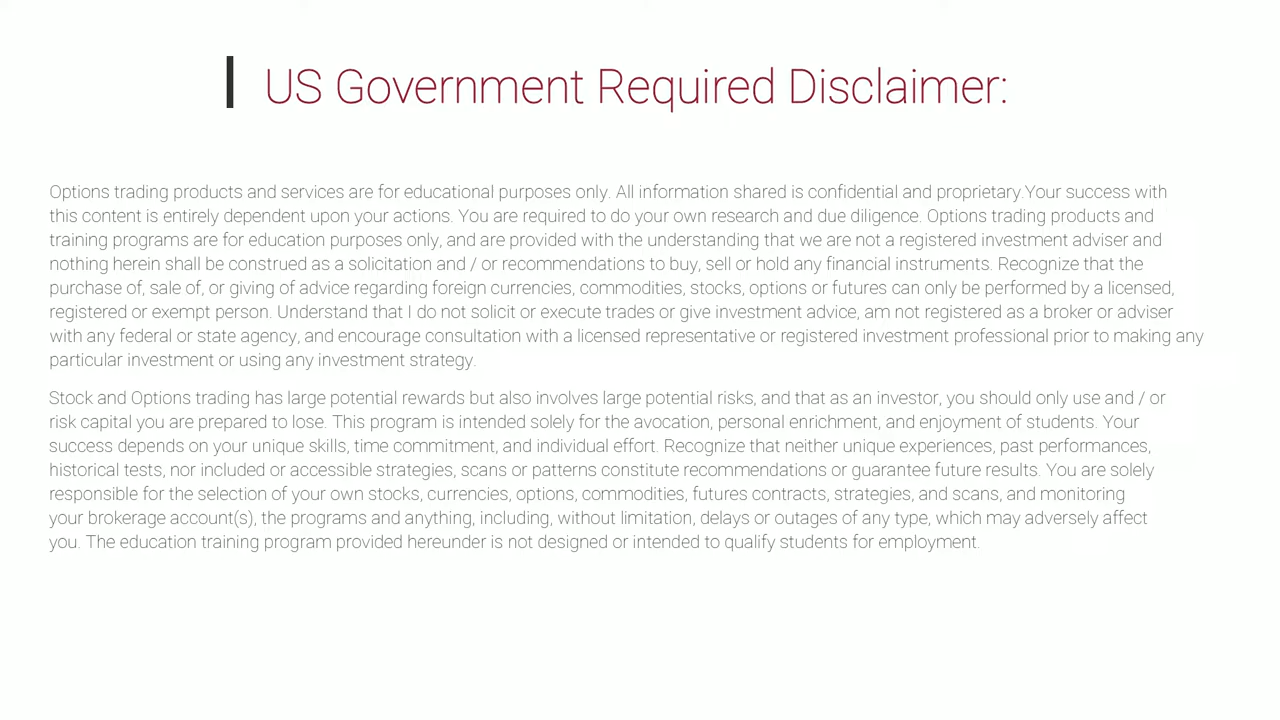 US Government Required Disclaimer:
Options trading products and services are for educational purposes only. All information shared is confidential and proprietary.Your success with
this content is entirely dependent upon your actions. You are required to do your own research and due diligence. Options trading products and
training programs are for education purposes only, and are provided with the understanding that we are not a registered investment adviser and
nothing herein shall be construed as a solicitation and / or recommendations to buy, sell or hold any financial instruments. Recognize that the
purchase of, sale of, or giving of advice regarding foreign currencies, commodities, stocks, options or futures can only be performed by a licensed,
registered or exempt person. Understand that I do not solicit or execute trades or give investment advice, am not registered as a broker or adviser
with any federal or state agency, and encourage consultation with a licensed representative or registered investment professional prior to making any
particular investment or using any investment strategy.
Stock and Options trading has large potential rewards but also involves large potential risks, and that as an investor, you should only use and / or
risk capital you are prepared to lose. This program is intended solely for the avocation, personal enrichment, and enjoyment of students. Your
success depends on your unique skills, time commitment, and individual effort. Recognize that neither unique experiences, past performances,
historical tests, nor included or accessible strategies, scans or patterns constitute recommendations or guarantee future results. You are solely
responsible for the selection of your own stocks, currencies, options, commodities, futures contracts, strategies, and scans, and monitoring
your brokerage account(s), the programs and anything, including, without limitation, delays or outages of any type, which may adversely affect
you. The education training program provided hereunder is not designed or intended to qualify students for employment.